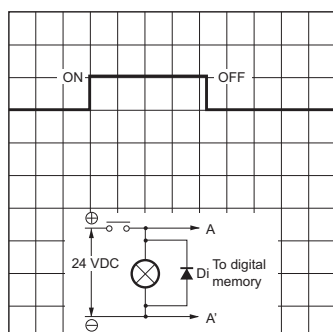 ON OFF
⊕
A
24 VDC
Di To digital
memory
⊖
A'